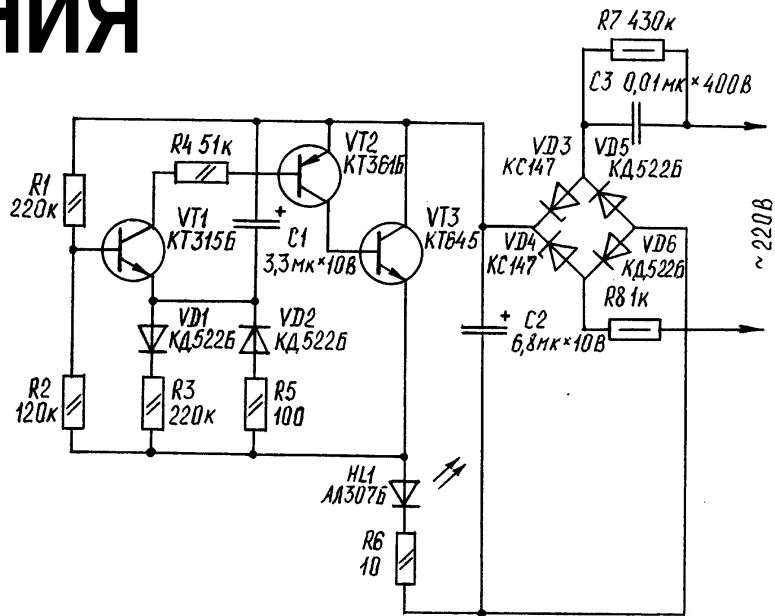 НИЯ
R7 430к
C3 0,01мк×400В
R4 51к
VT2
КТ361Б
VD3
КС147
VD5
КД522Б
R1
220к
VT1
КТ315Б
+
C1
3,3мк×10В
VT3
КТ645
VD4
КС147
VD6
КД522Б
~220В
R8 1к
VD1
КД522Б
VD2
КД522Б
+
C2
6,8мк×10В
R2
120к
R3
220к
R5
100
HL1
АЛ307Б
R6
10